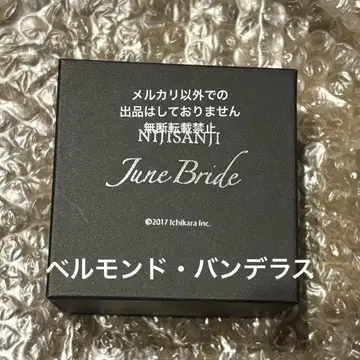 メルカリ以外での
出品はしておりません
無断転載禁止
NIJISANJI
June Bride
©2017 Ichikara Inc.
ベルモンド・バンデラス